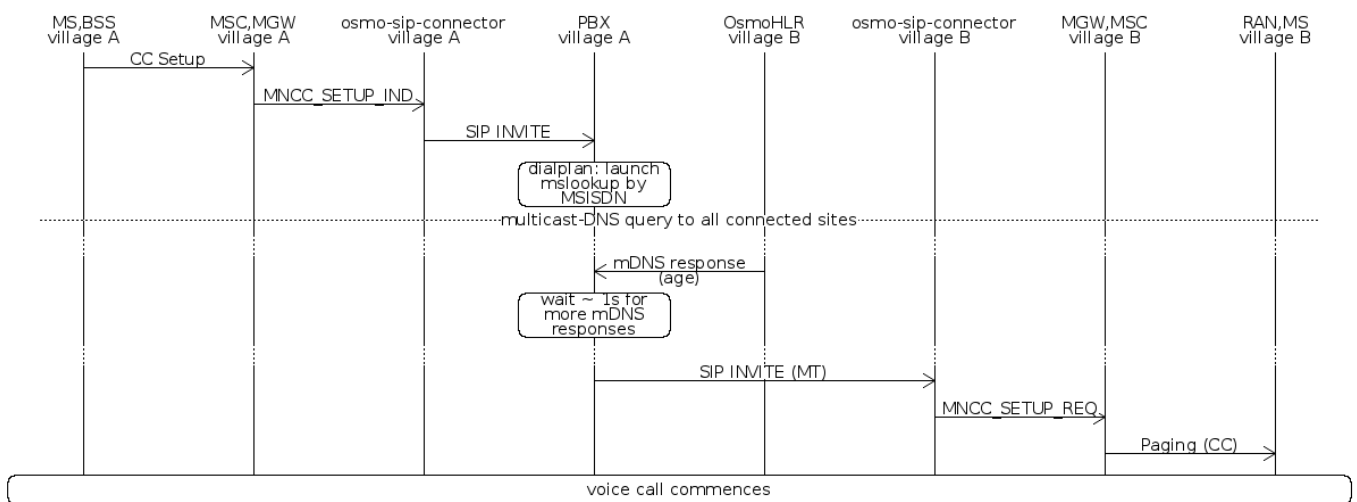 MS,BSS
village A
MSC,MGW
village A
osmo-sip-connector
village A
PBX
village A
OsmoHLR
village B
osmo-sip-connector
village B
MGW,MSC
village B
RAN,MS
village B
CC Setup
MNCC_SETUP_IND
SIP INVITE
dialplan: launch
mslookup by
MSISDN
multicast-DNS query to all connected sites
mDNS response
(age)
wait ~ 1s for
more mDNS
responses
SIP INVITE (MT)
MNCC_SETUP_REQ
Paging (CC)
voice call commences